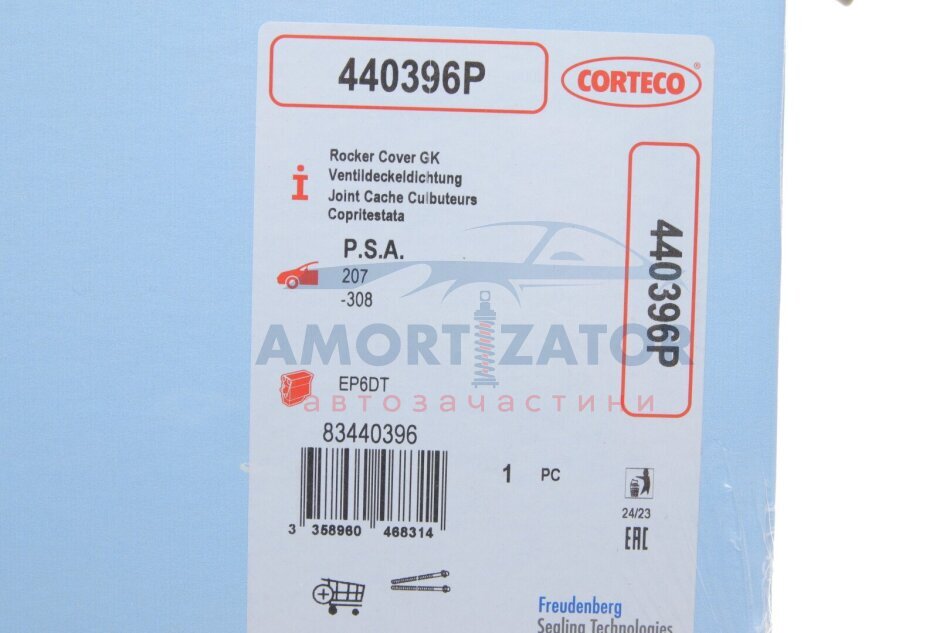 440396P
CORTECO®
Rocker Cover GK
Ventildeckeldichtung
Joint Cache Culbuteurs
Copritestata
P.S.A.
207
-308
440396P
AMORTIZATOR
автозачастини
EP6DT
83440396
1 PC
3 358960 468314
24/23
EAC
Freudenberg
Sealing Technologies